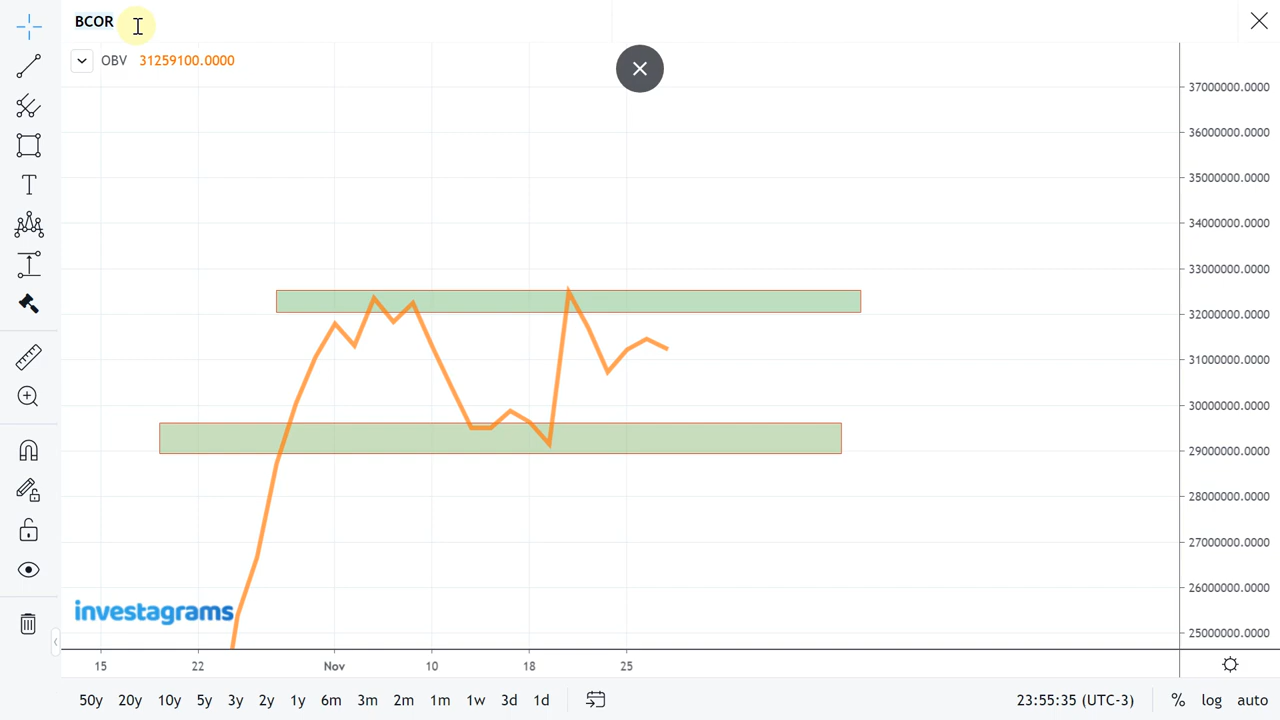 BCOR
OBV 31259100.0000
37000000.0000
36000000.0000
35000000.0000
34000000.0000
33000000.0000
32000000.0000
31000000.0000
30000000.0000
29000000.0000
28000000.0000
27000000.0000
26000000.0000
25000000.0000
investagrams
15 22 Nov 10 18 25
50y 20y 10y 5y 3y 2y 1y 6m 3m 2m 1m 1w 3d 1d 23:55:35 (UTC-3) % log auto